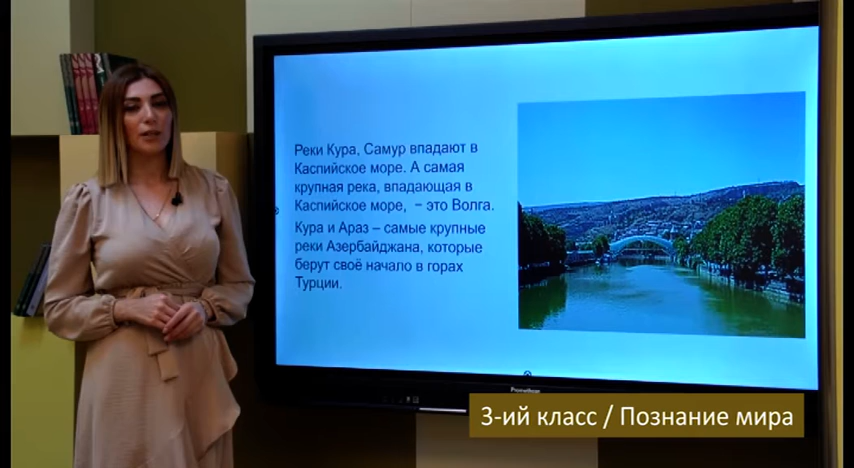 Реки Кура, Самур впадают в
Каспийское море. А самая
крупная река, впадающая в
Каспийское море, – это Волга.
Кура и Араз – самые крупные
реки Азербайджана, которые
берут своё начало в горах
Турции.
Promethean
3-ий класс / Познание мира